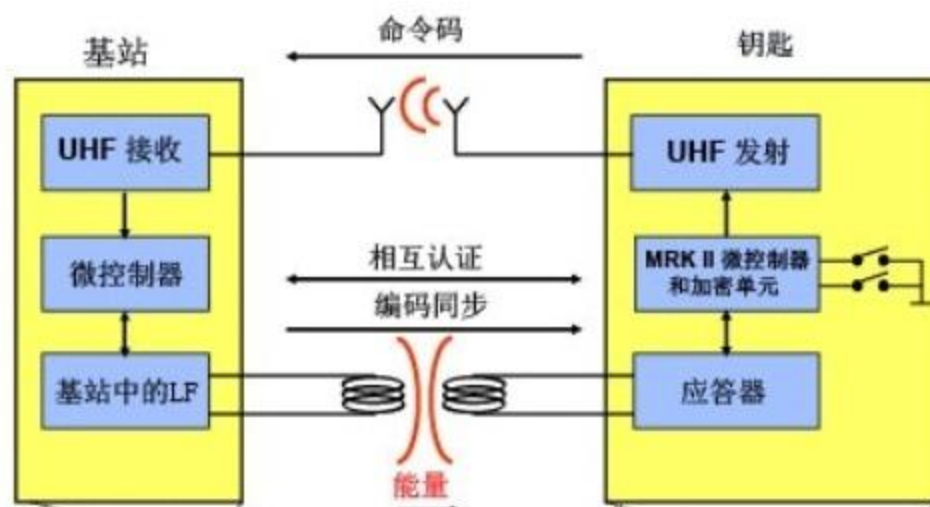 命令码
基站
钥匙
UHF 接收
UHF 发射
相互认证
微控制器
MRK II 微控制器
和加密单元
编码同步
基站中的LF
应答器
能量